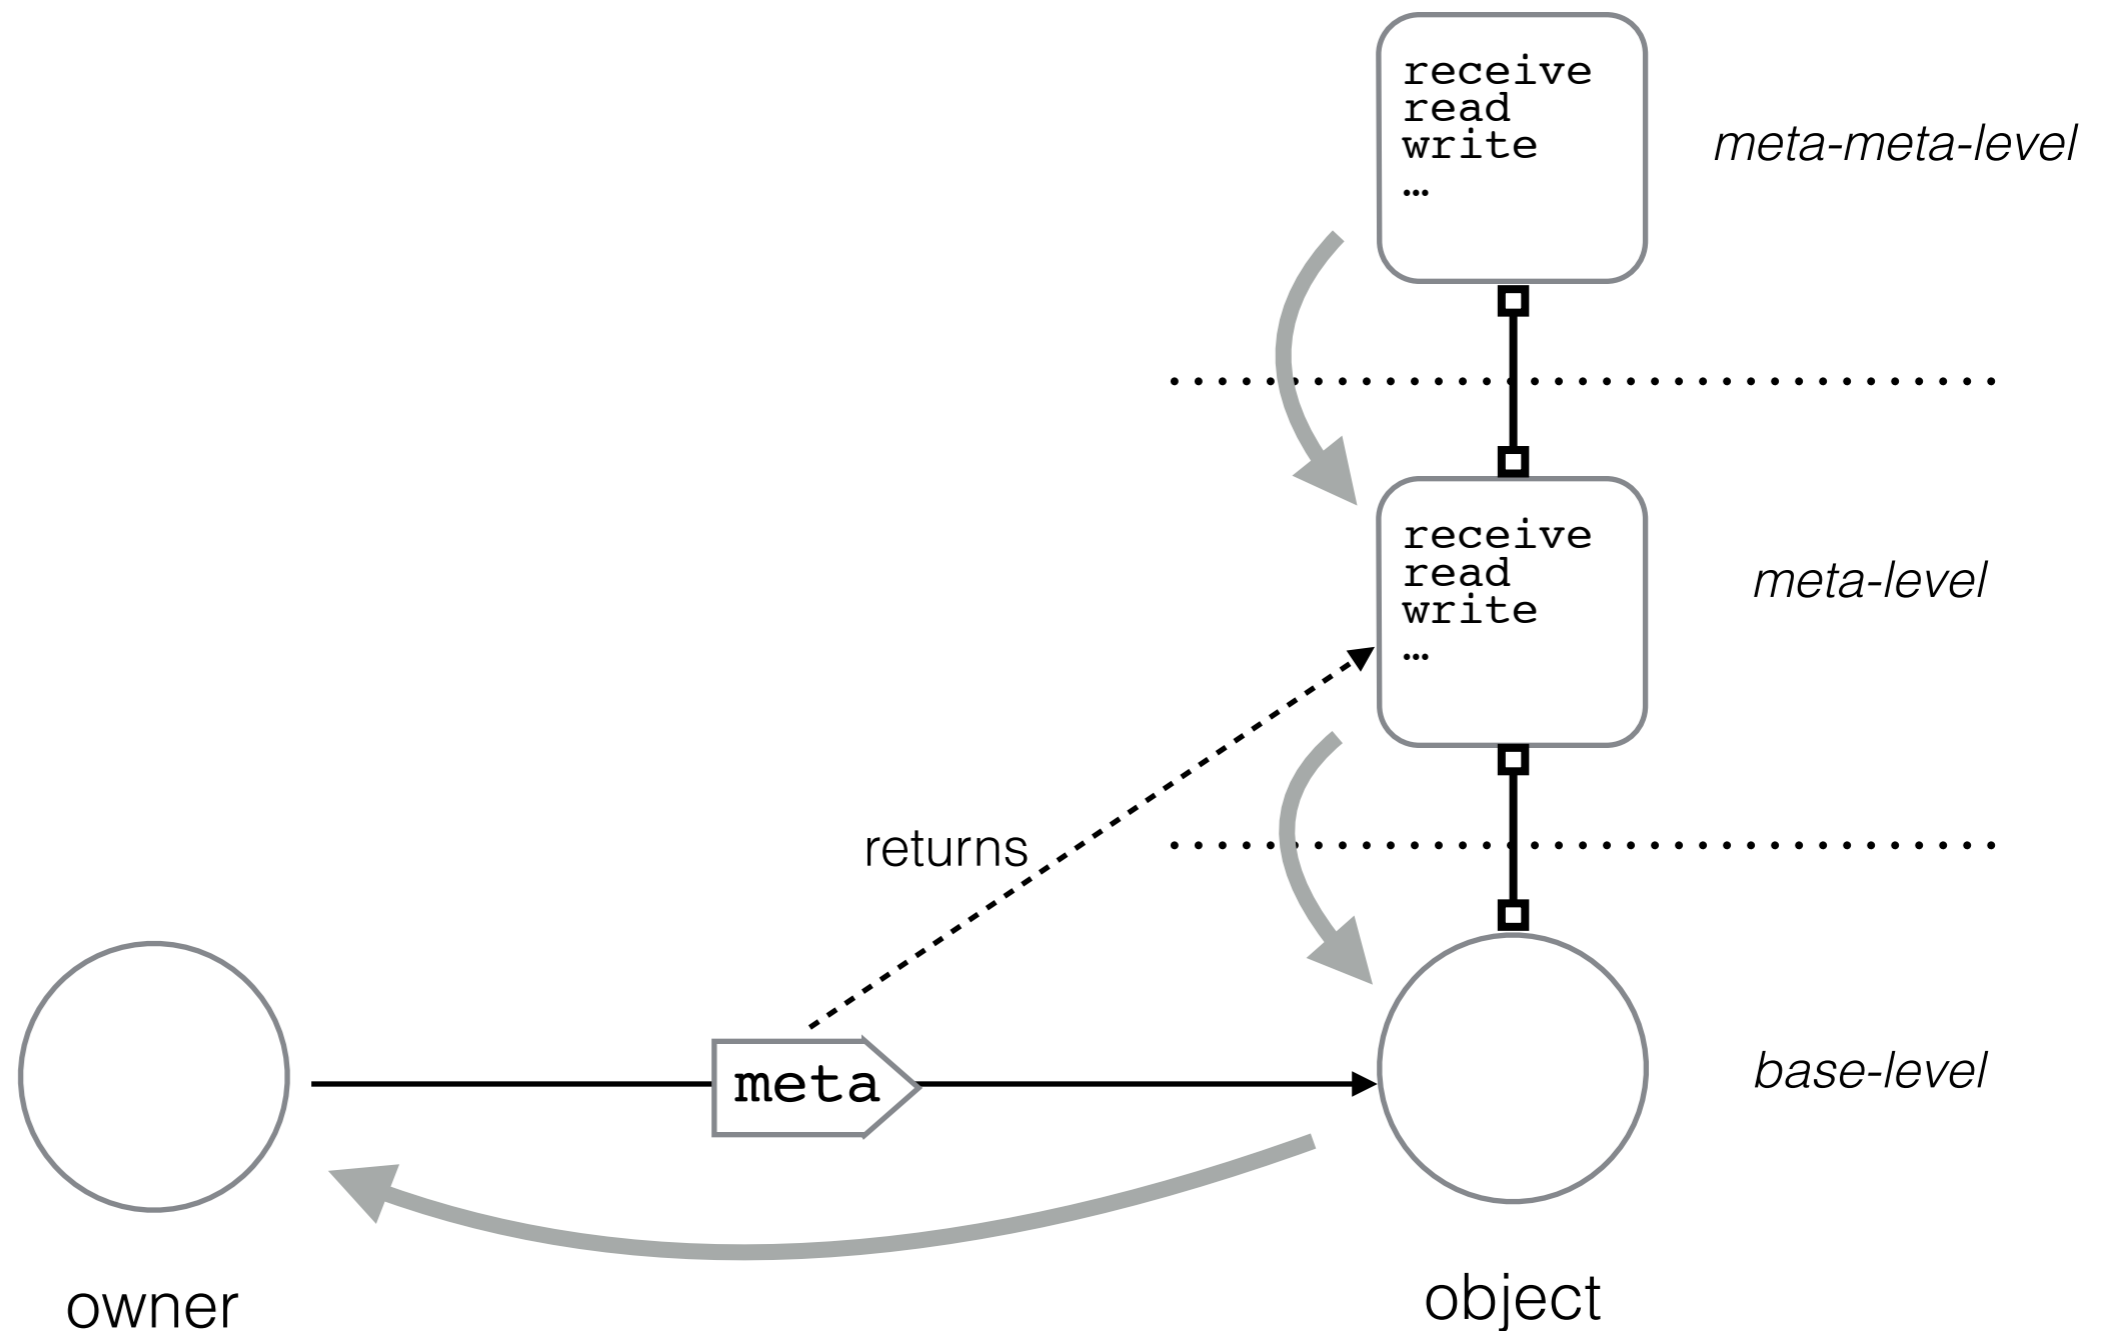 receive
read
write
…
meta-meta-level
receive
read
write
…
meta-level
returns
meta
base-level
owner
object